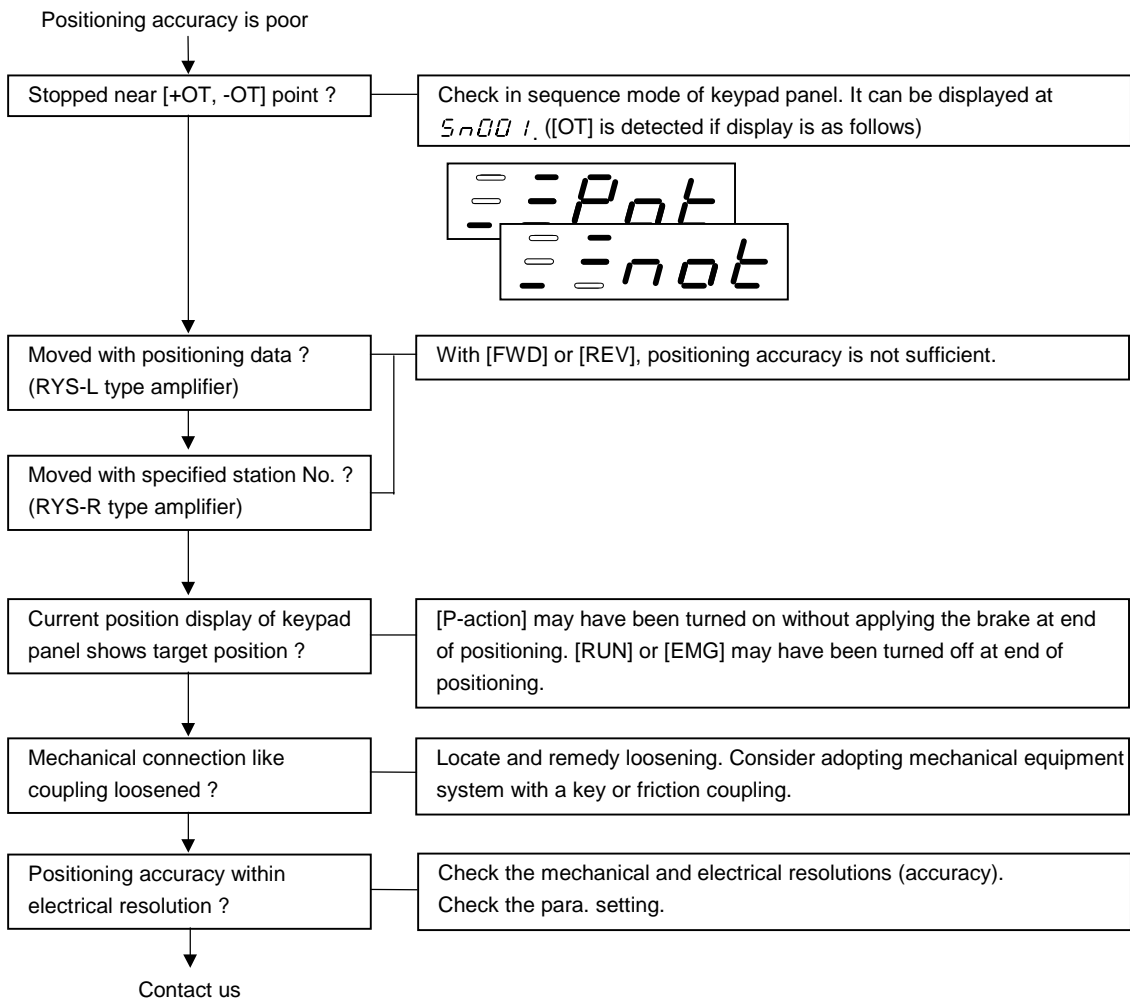 Positioning accuracy is poor
Stopped near [+OT, -OT] point ?
Check in sequence mode of keypad panel. It can be displayed at
Sn001. ([OT] is detected if display is as follows)
Pot
not
Moved with positioning data ?
(RYS-L type amplifier)
With [FWD] or [REV], positioning accuracy is not sufficient.
Moved with specified station No. ?
(RYS-R type amplifier)
Current position display of keypad
panel shows target position ?
[P-action] may have been turned on without applying the brake at end
of positioning. [RUN] or [EMG] may have been turned off at end of
positioning.
Mechanical connection like
coupling loosened ?
Locate and remedy loosening. Consider adopting mechanical equipment
system with a key or friction coupling.
Positioning accuracy within
electrical resolution ?
Check the mechanical and electrical resolutions (accuracy).
Check the para. setting.
Contact us